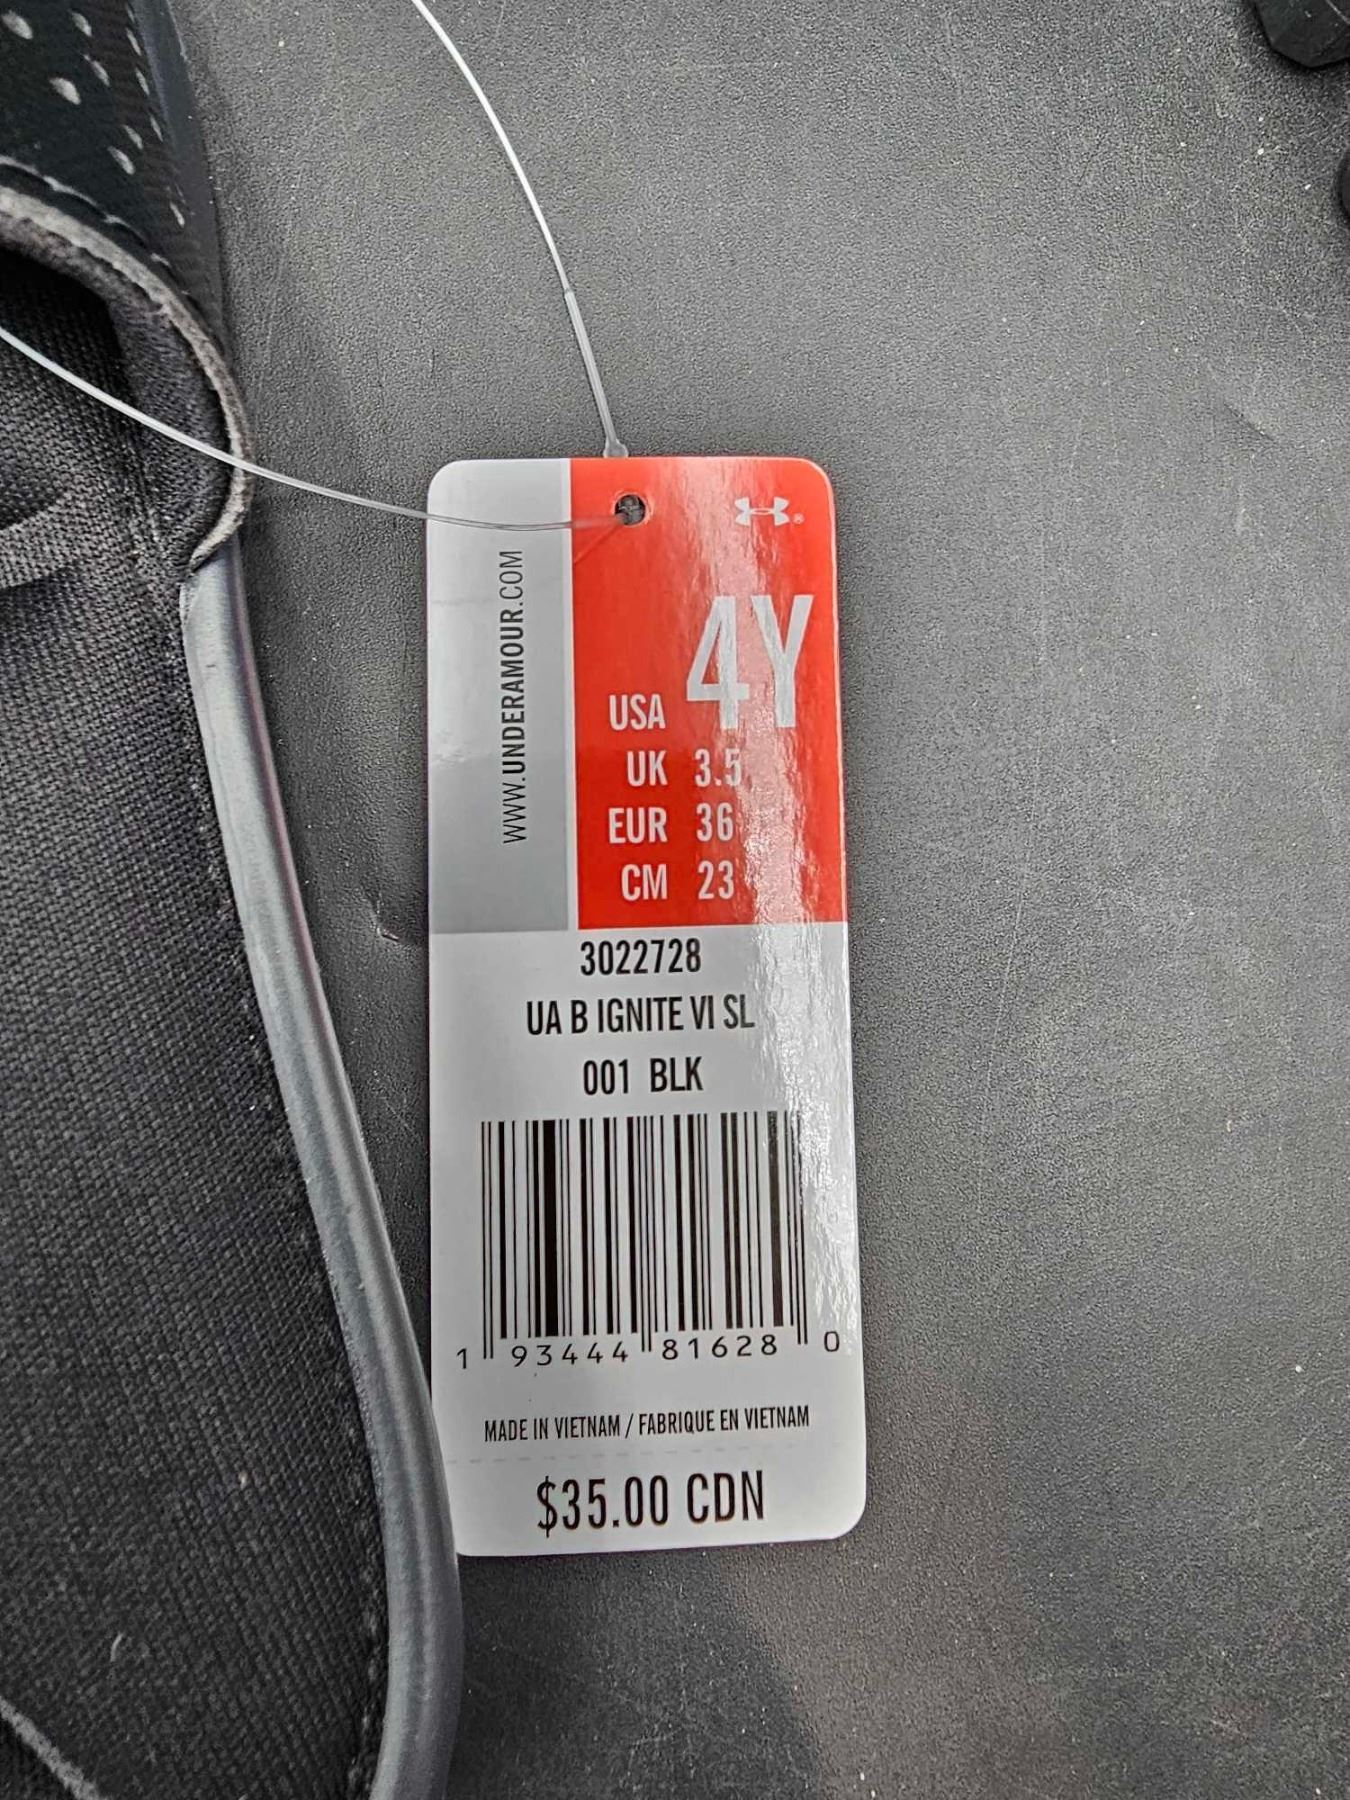 WWW.UNDERAMOUR.COM
®
USA 4Y
UK 3.5
EUR 36
CM 23
3022728
UA B IGNITE VI SL
001 BLK
1 93444 81628 0
MADE IN VIETNAM / FABRIQUE EN VIETNAM
$35.00 CDN